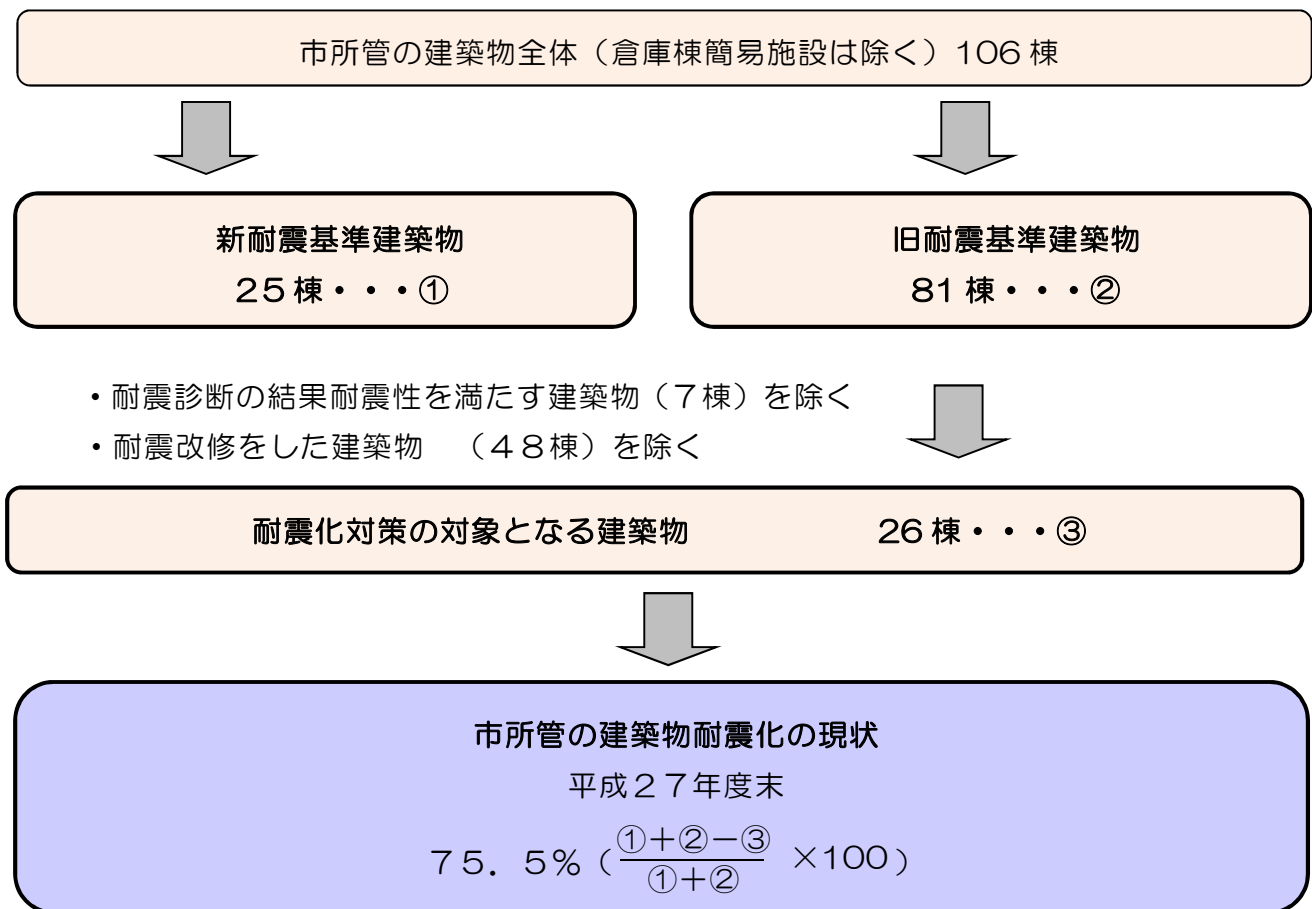 市所管の建築物全体（倉庫棟簡易施設は除く）106 棟
新耐震基準建築物
25 棟・・・①
旧耐震基準建築物
81 棟・・・②
・耐震診断の結果耐震性を満たす建築物（７棟）を除く
・耐震改修をした建築物　（４８棟）を除く
耐震化対策の対象となる建築物　26 棟・・・③
市所管の建築物耐震化の現状
平成２７年度末
７５．５%（①＋②－③/①＋② ×100）